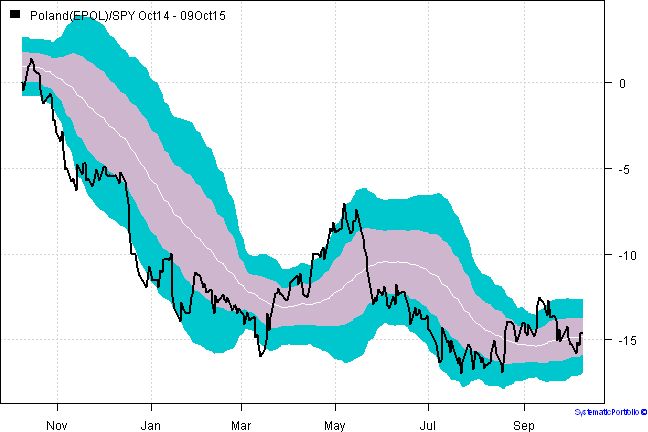 Poland(EPOL)/SPY Oct14 - 09Oct15
0
-5
-10
-15
Nov Jan Mar May Jul Sep
SystematicPortfolio ©